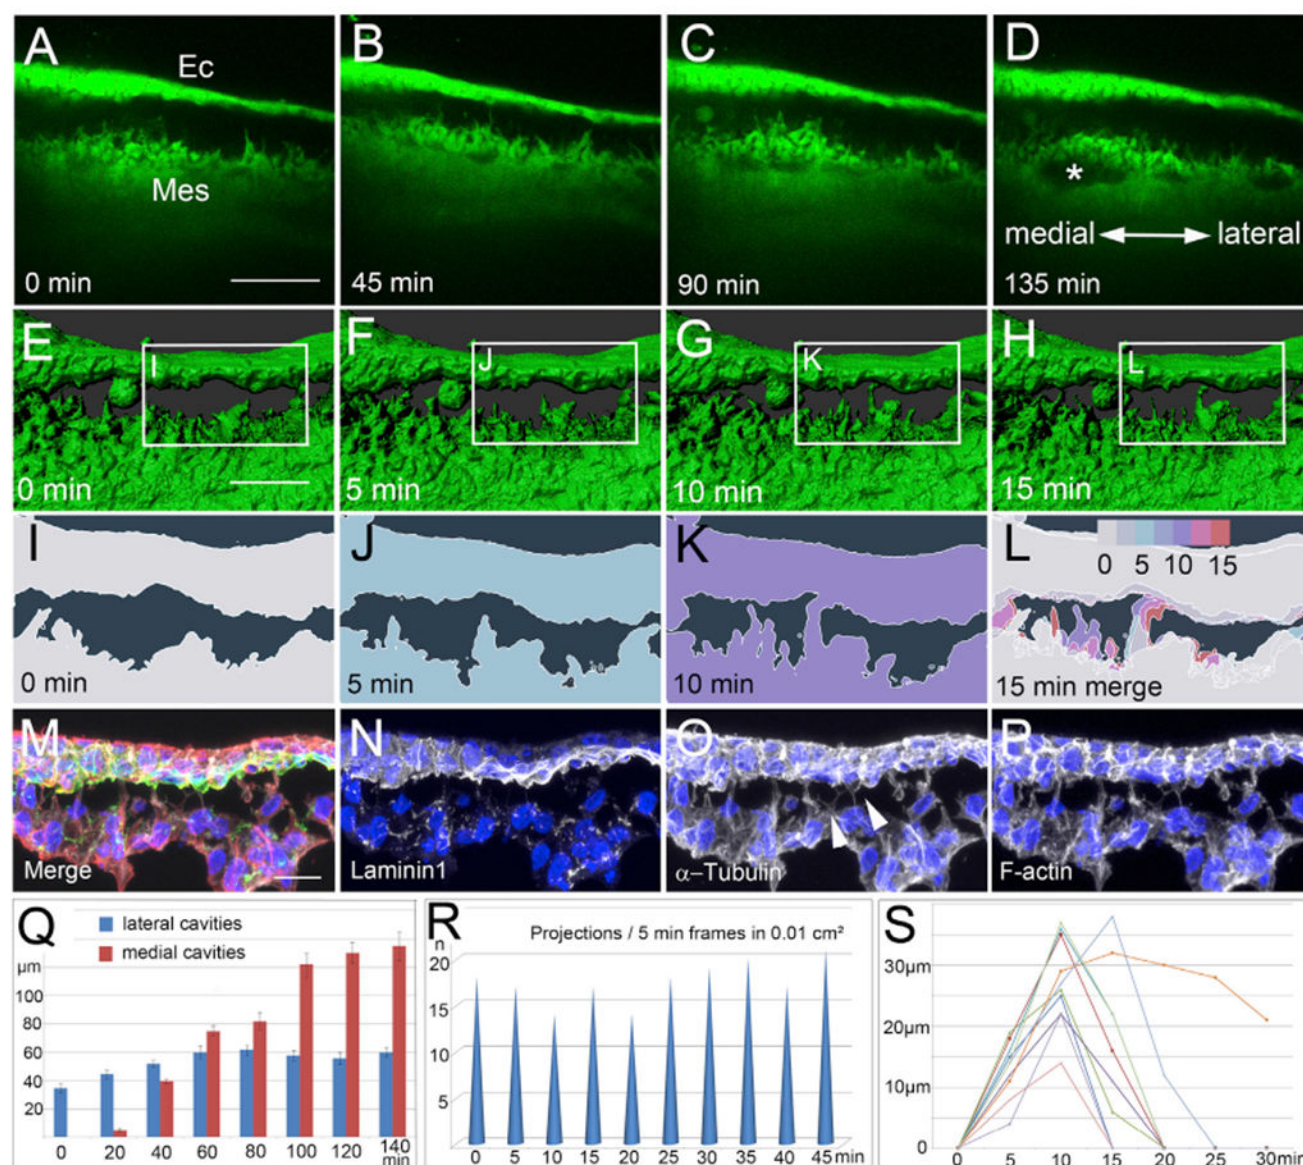 A
Ec
Mes
0 min
B
45 min
C
90 min
D
*
medial lateral
135 min
E
I
0 min
F
J
5 min
G
K
10 min
H
L
15 min
I
0 min
J
5 min
K
10 min
L
0 5 10 15
15 min merge
M
Merge
N
Laminin1
O
α-Tubulin
P
F-actin
Q
lateral cavities
medial cavities
µm
100
80
60
40
20
0 20 40 60 80 100 120 140
min
R
Projections / 5 min frames in 0.01 cm²
n
20
15
10
5
0 5 10 15 20 25 30 35 40 45 min
S
30µm
20µm
10µm
0
0 5 10 15 20 25 30min